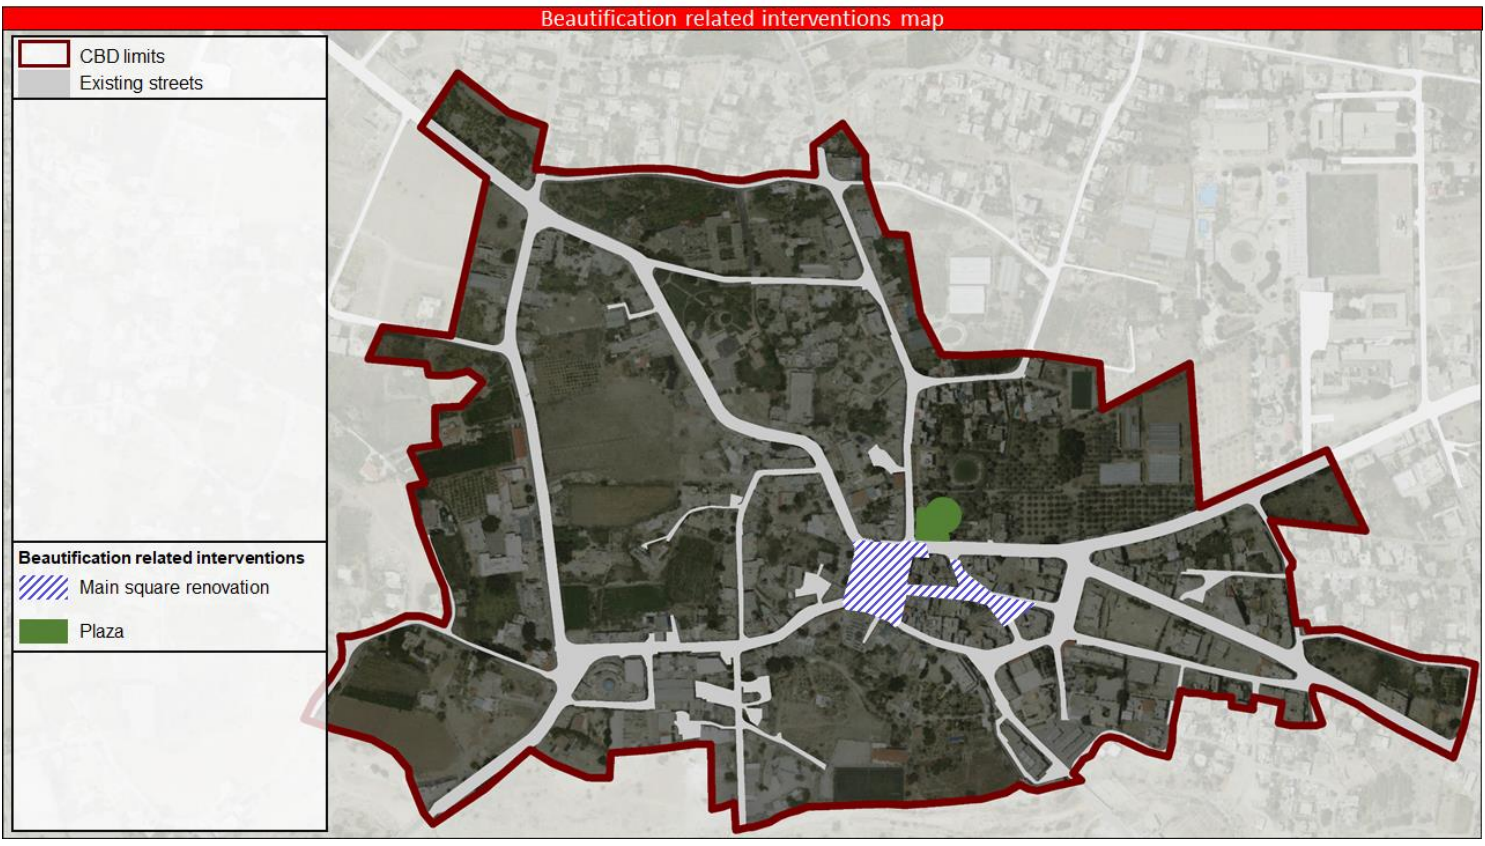 Beautification related interventions map
CBD limits
Existing streets
Beautification related interventions
Main square renovation
Plaza